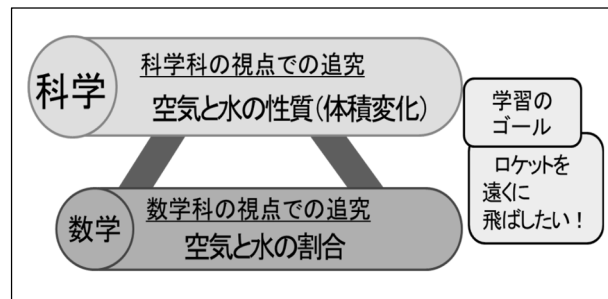 科学
科学科の視点での追究
空気と水の性質（体積変化）
学習の
ゴール
ロケットを
遠くに
飛ばしたい！
数学
数学科の視点での追究
空気と水の割合